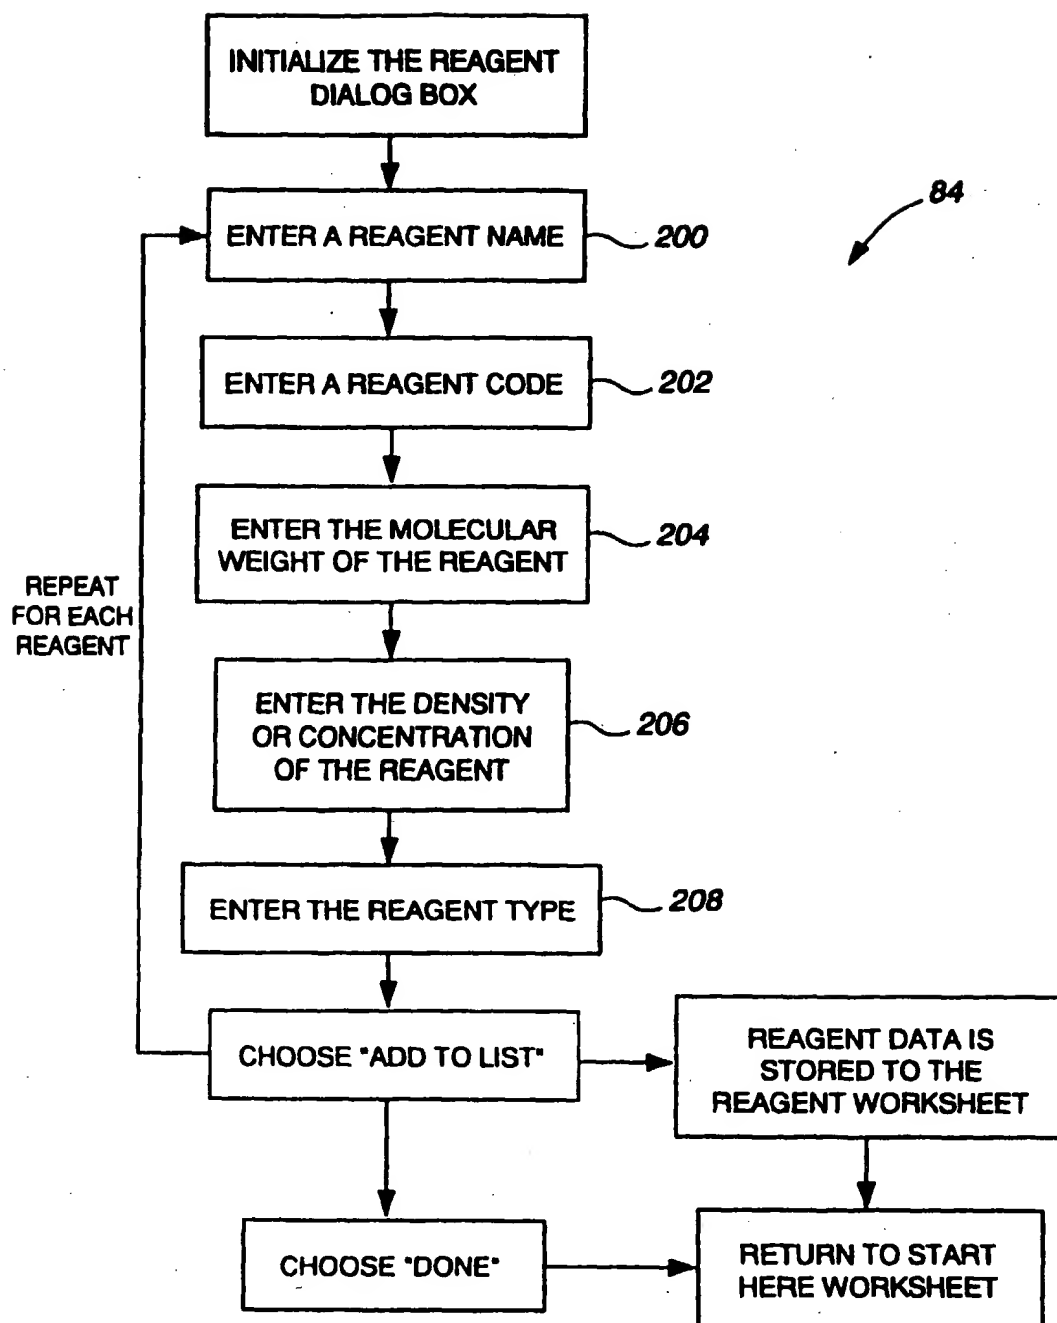 INITIALIZE THE REAGENT
DIALOG BOX
84
ENTER A REAGENT NAME
200
ENTER A REAGENT CODE
202
ENTER THE MOLECULAR
WEIGHT OF THE REAGENT
204
REPEAT
FOR EACH
REAGENT
ENTER THE DENSITY
OR CONCENTRATION
OF THE REAGENT
206
ENTER THE REAGENT TYPE
208
CHOOSE "ADD TO LIST"
REAGENT DATA IS
STORED TO THE
REAGENT WORKSHEET
CHOOSE "DONE"
RETURN TO START
HERE WORKSHEET